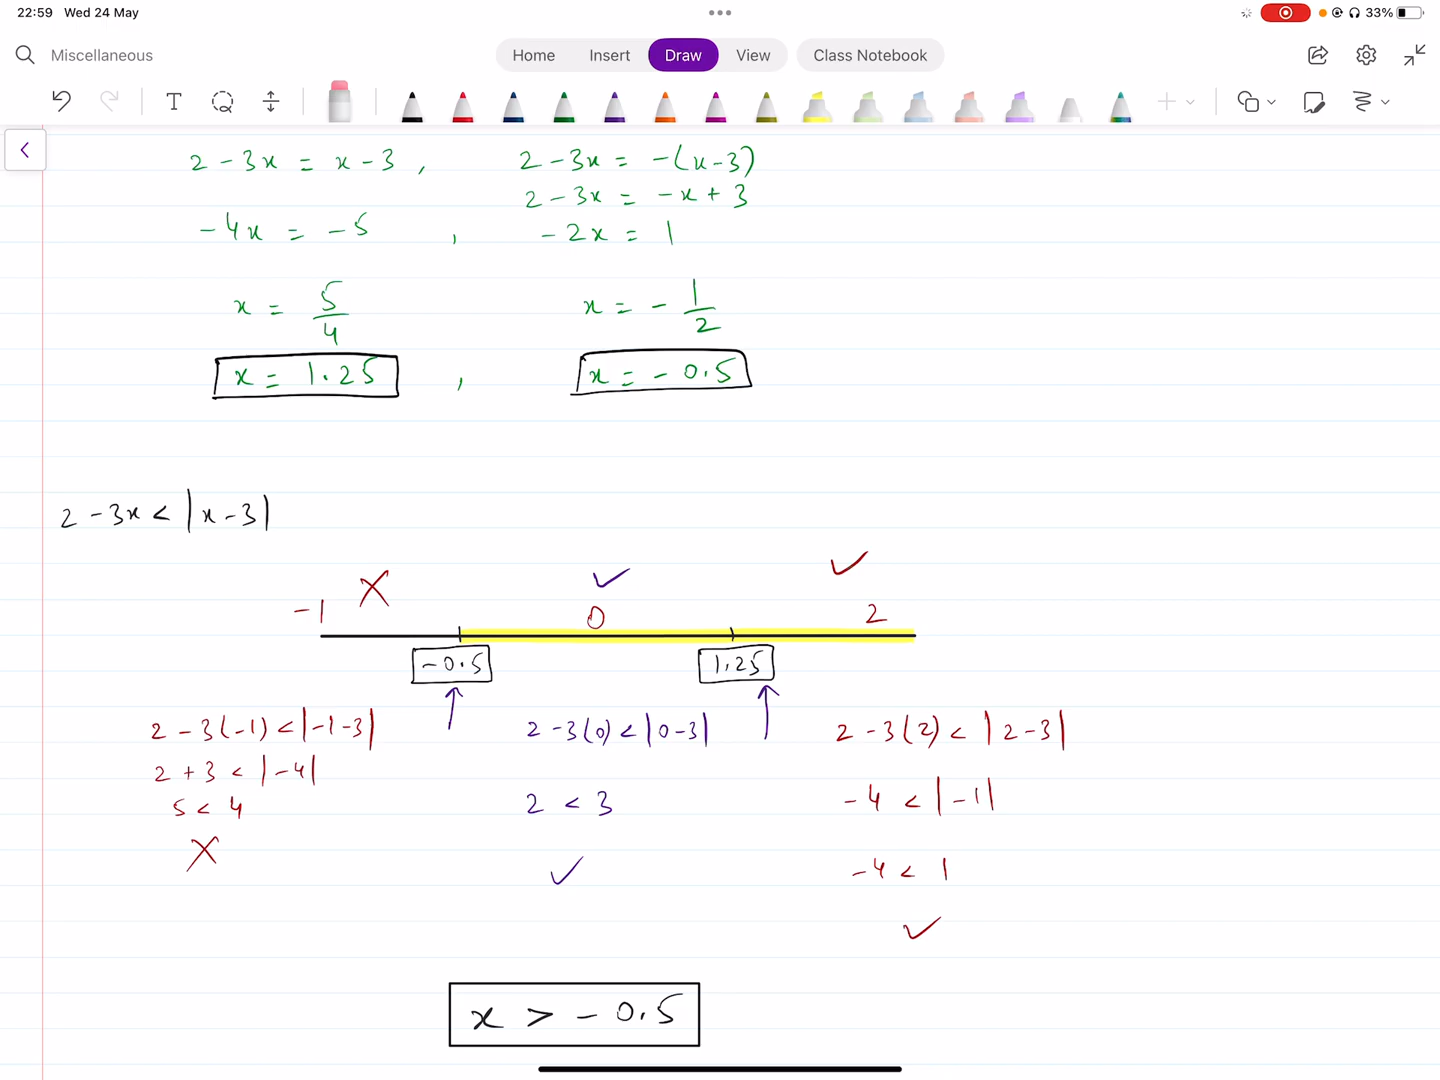 22:59 Wed 24 May
33%
Miscellaneous
Home Insert Draw View Class Notebook
T
2 - 3x = x - 3 , 2 - 3x = -(x-3)
2 - 3x = -x + 3
-4x = -5 , -2x = 1
x = 5/4 x = - 1/2
x = 1.25 , x = - 0.5
2 - 3x < |x - 3|
-1 0 2
-0.5 1.25
2 - 3(-1) < |-1-3| 2 - 3(0) < |0-3| 2 - 3(2) < |2-3|
2 + 3 < |-4|
5 < 4 2 < 3 -4 < |-1|
-4 < 1
x > - 0.5